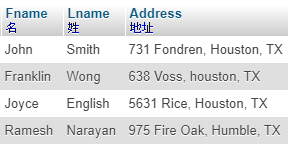 Fname Lname Address
名 姓 地址
John Smith 731 Fondren, Houston, TX
Franklin Wong 638 Voss, houston, TX
Joyce English 5631 Rice, Houston, TX
Ramesh Narayan 975 Fire Oak, Humble, TX